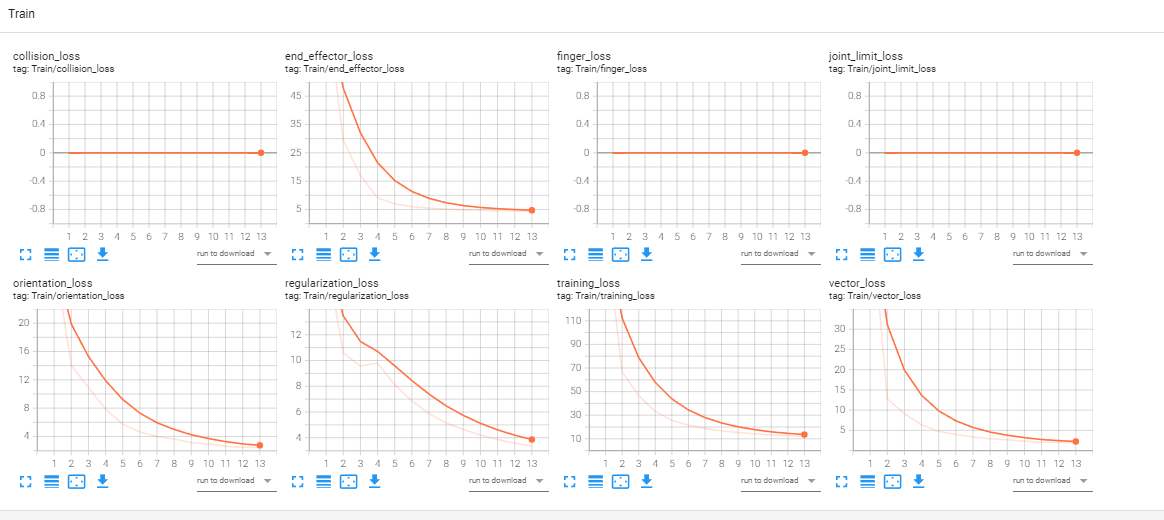 Train
collision_loss
tag: Train/collision_loss
0.8
0.4
0
-0.4
-0.8
1 2 3 4 5 6 7 8 9 10 11 12 13
run to download
end_effector_loss
tag: Train/end_effector_loss
45
35
25
15
5
1 2 3 4 5 6 7 8 9 10 11 12 13
run to download
finger_loss
tag: Train/finger_loss
0.8
0.4
0
-0.4
-0.8
1 2 3 4 5 6 7 8 9 10 11 12 13
run to download
joint_limit_loss
tag: Train/joint_limit_loss
0.8
0.4
0
-0.4
-0.8
1 2 3 4 5 6 7 8 9 10 11 12 13
run to download
orientation_loss
tag: Train/orientation_loss
20
16
12
8
4
1 2 3 4 5 6 7 8 9 10 11 12 13
run to download
regularization_loss
tag: Train/regularization_loss
12
10
8
6
4
1 2 3 4 5 6 7 8 9 10 11 12 13
run to download
training_loss
tag: Train/training_loss
110
90
70
50
30
10
1 2 3 4 5 6 7 8 9 10 11 12 13
run to download
vector_loss
tag: Train/vector_loss
30
25
20
15
10
5
1 2 3 4 5 6 7 8 9 10 11 12 13
run to download